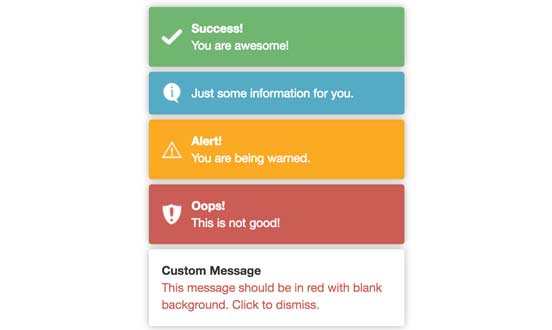 Success!
You are awesome!
Just some information for you.
Alert!
You are being warned.
Oops!
This is not good!
Custom Message
This message should be in red with blank
background. Click to dismiss.